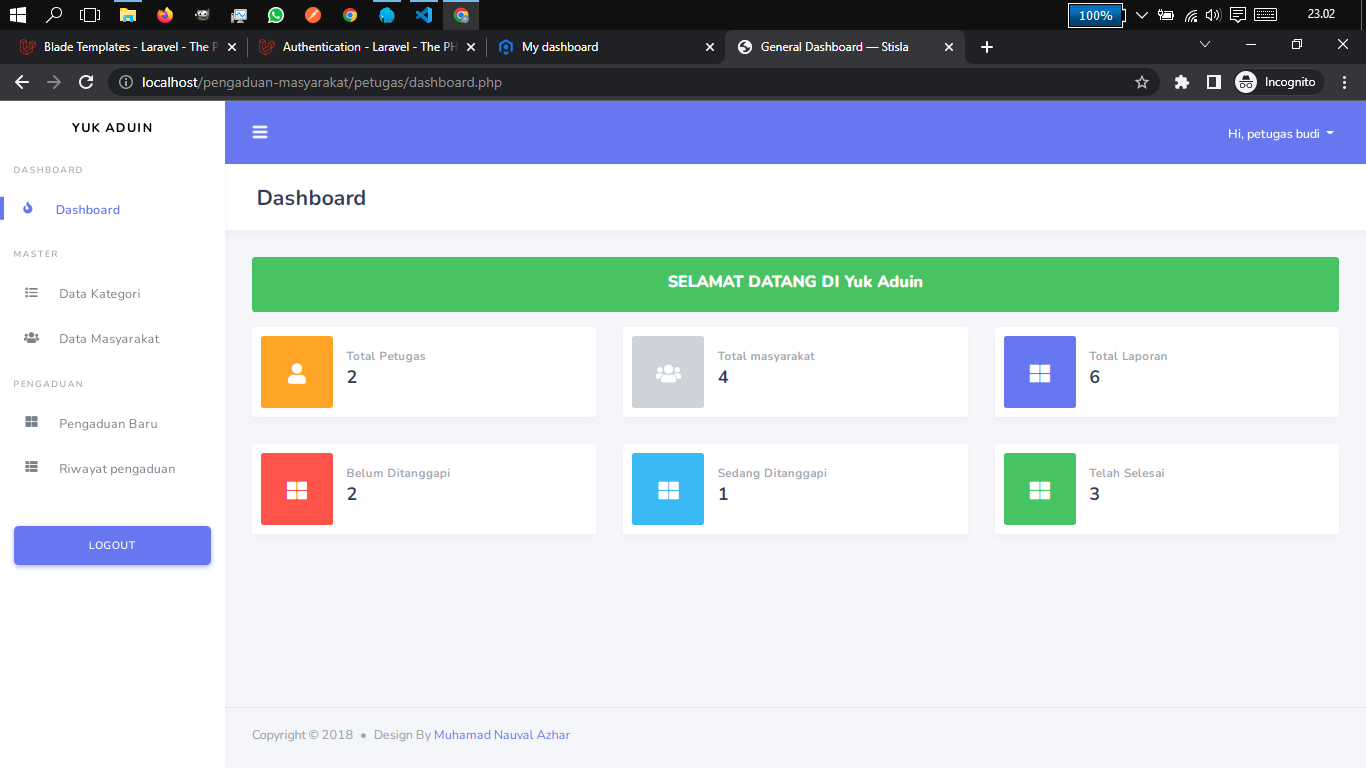 100%
23.02
Blade Templates - Laravel - The P
Authentication - Laravel - The PH
My dashboard
General Dashboard — Stisla
localhost/pengaduan-masyarakat/petugas/dashboard.php
Incognito
YUK ADUIN
Hi, petugas budi
DASHBOARD
Dashboard
MASTER
Data Kategori
Data Masyarakat
PENGADUAN
Pengaduan Baru
Riwayat pengaduan
LOGOUT
Dashboard
SELAMAT DATANG DI Yuk Aduin
Total Petugas
2
Total masyarakat
4
Total Laporan
6
Belum Ditanggapi
2
Sedang Ditanggapi
1
Telah Selesai
3
Copyright © 2018 • Design By Muhamad Nauval Azhar